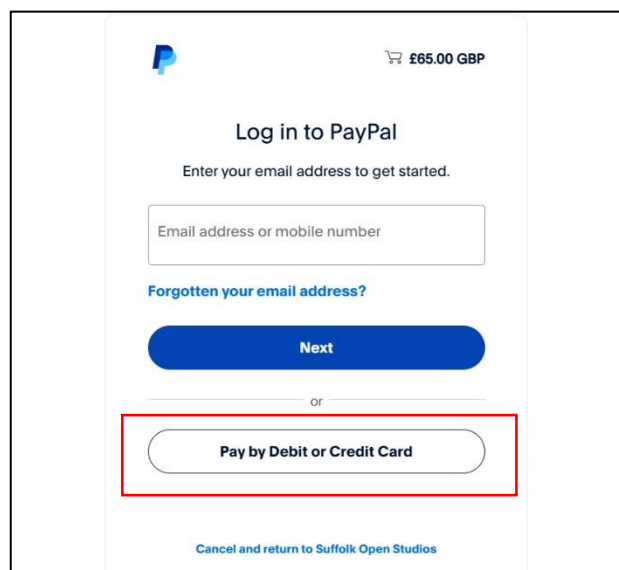 £65.00 GBP
Log in to PayPal
Enter your email address to get started.
Email address or mobile number
Forgotten your email address?
Next
or
Pay by Debit or Credit Card
Cancel and return to Suffolk Open Studios